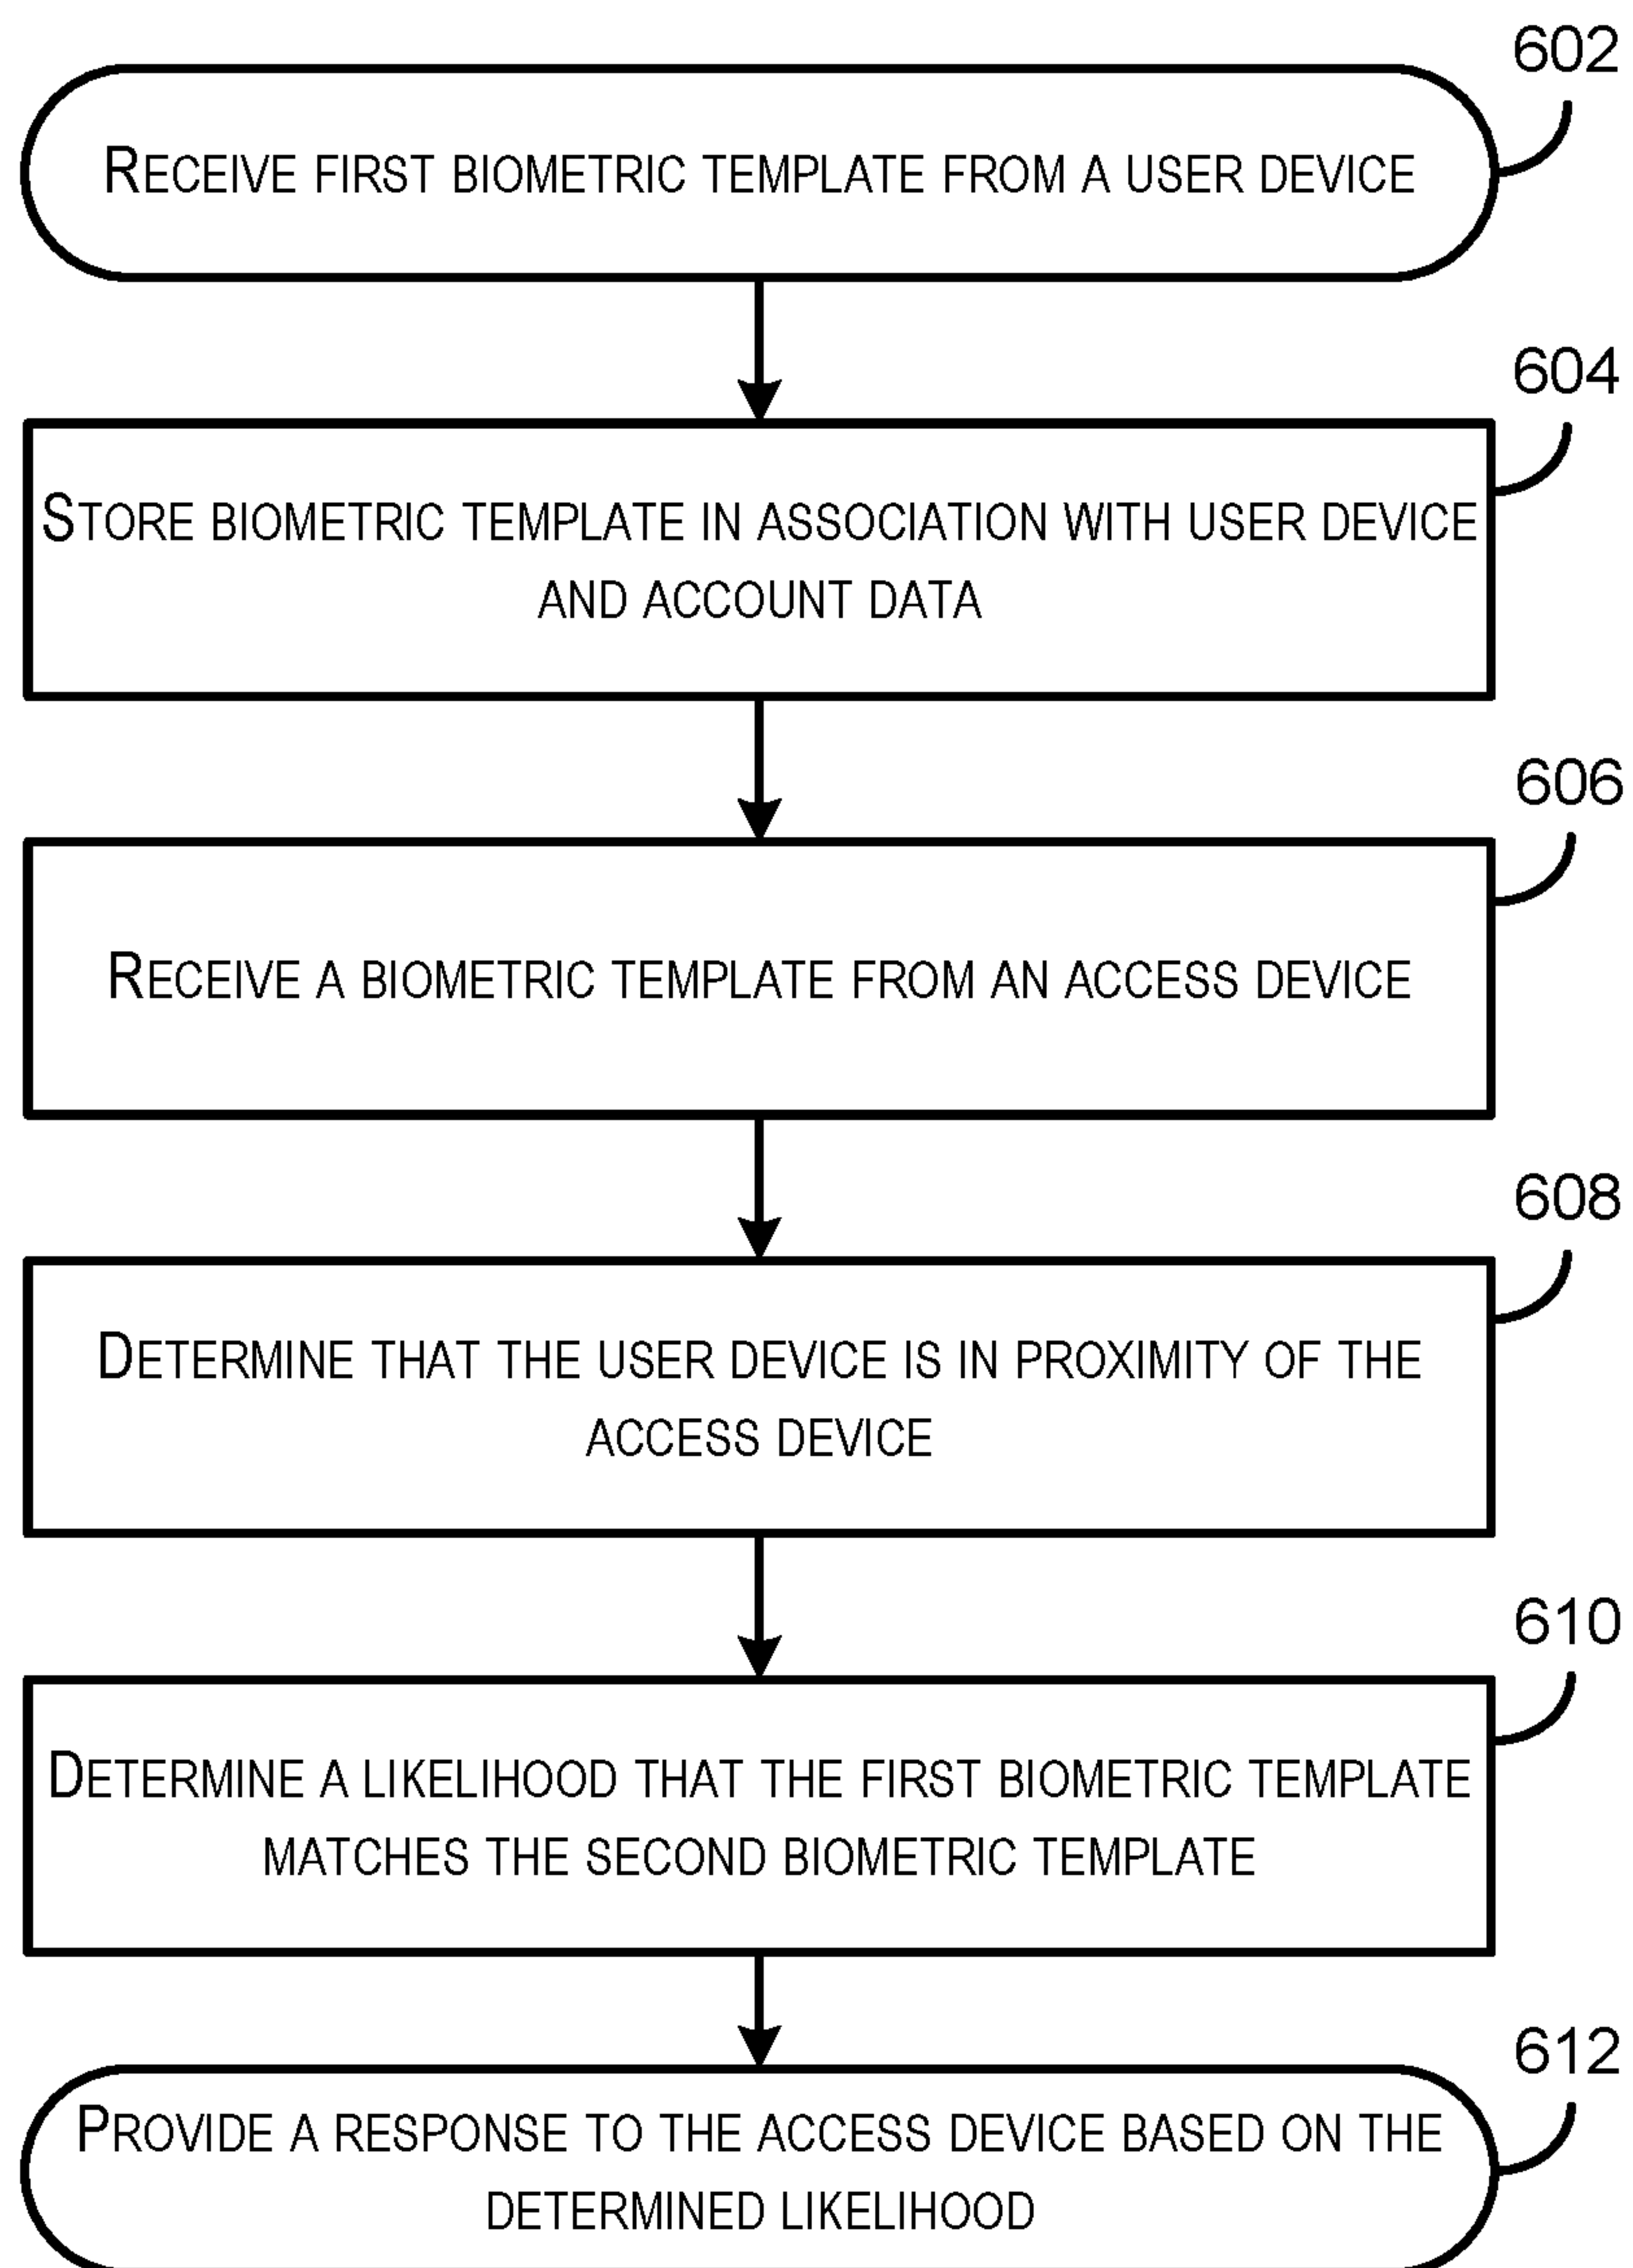 602
RECEIVE FIRST BIOMETRIC TEMPLATE FROM A USER DEVICE
604
STORE BIOMETRIC TEMPLATE IN ASSOCIATION WITH USER DEVICE
AND ACCOUNT DATA
606
RECEIVE A BIOMETRIC TEMPLATE FROM AN ACCESS DEVICE
608
DETERMINE THAT THE USER DEVICE IS IN PROXIMITY OF THE
ACCESS DEVICE
610
DETERMINE A LIKELIHOOD THAT THE FIRST BIOMETRIC TEMPLATE
MATCHES THE SECOND BIOMETRIC TEMPLATE
612
PROVIDE A RESPONSE TO THE ACCESS DEVICE BASED ON THE
DETERMINED LIKELIHOOD